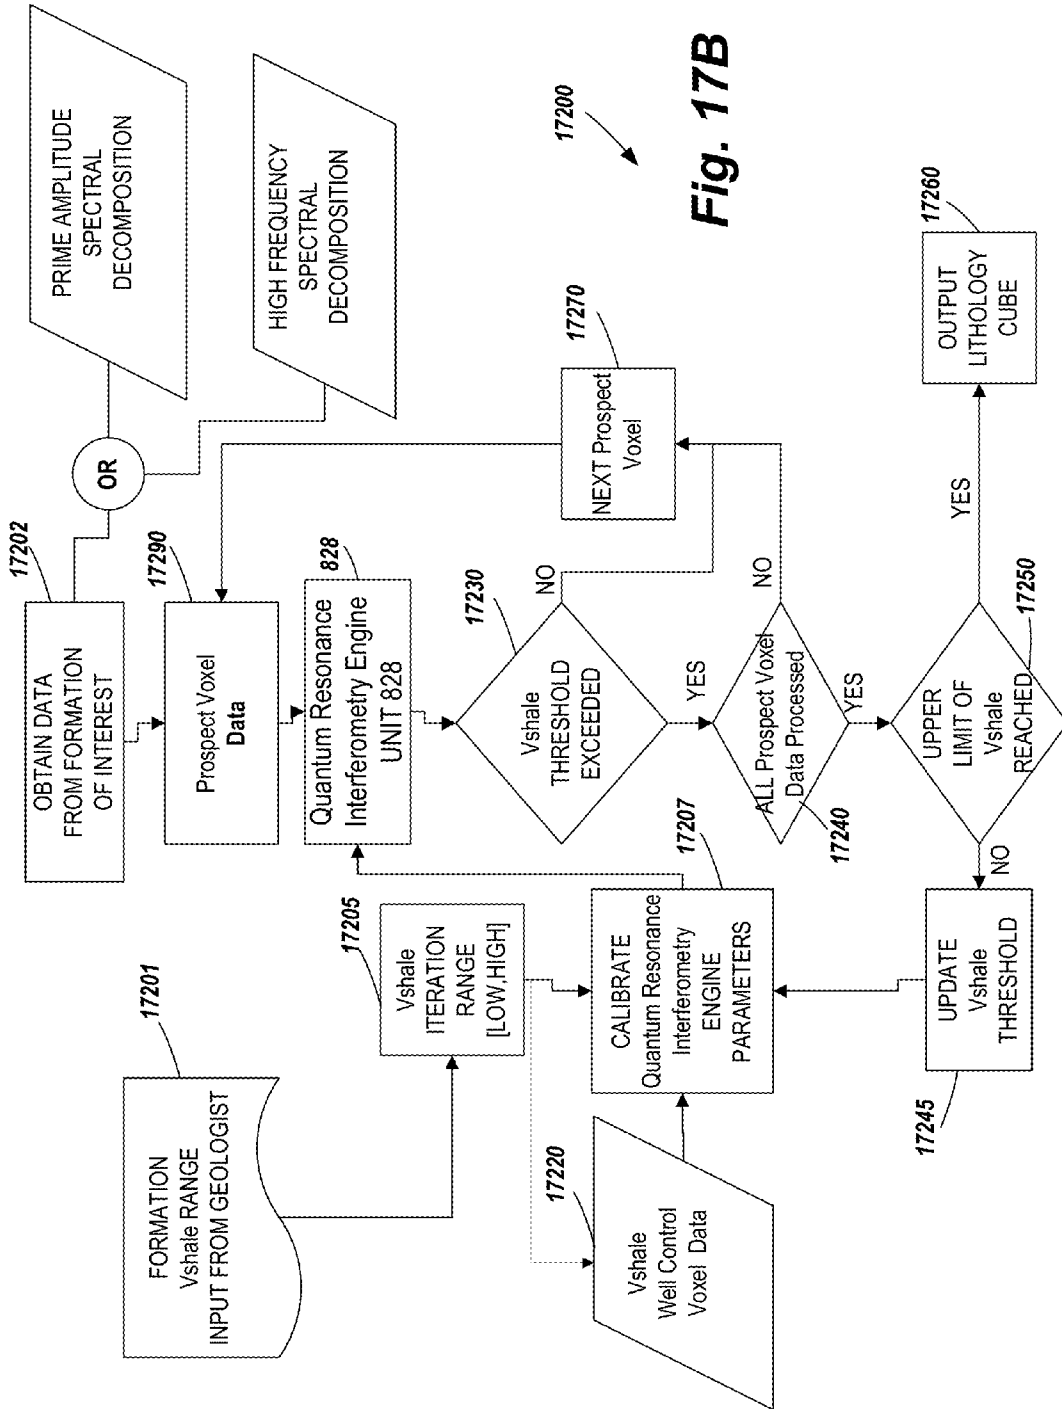 17201
FORMATION
Vshale RANGE
INPUT FROM GEOLOGIST
17205
Vshale
ITERATION
RANGE
[LOW,HIGH]
17220
Vshale
Well Control
Voxel Data
17207
CALIBRATE
Quantum Resonance
Interferometry
ENGINE
PARAMETERS
17245
UPDATE
Vshale
THRESHOLD
17202
OBTAIN DATA
FROM FORMATION
OF INTEREST
OR
PRIME AMPLITUDE
SPECTRAL
DECOMPOSITION
HIGH FREQUENCY
SPECTRAL
DECOMPOSITION
17290
Prospect Voxel
Data
828
Quantum Resonance
Interferometry Engine
UNIT 828
17230
Vshale
THRESHOLD
EXCEEDED
NO
YES
17270
NEXT Prospect
Voxel
ALL Prospect Voxel
Data Processed
17240
NO
YES
17250
UPPER
LIMIT OF
Vshale
REACHED
NO
YES
17260
OUTPUT
LITHOLOGY
CUBE
17200
Fig. 17B